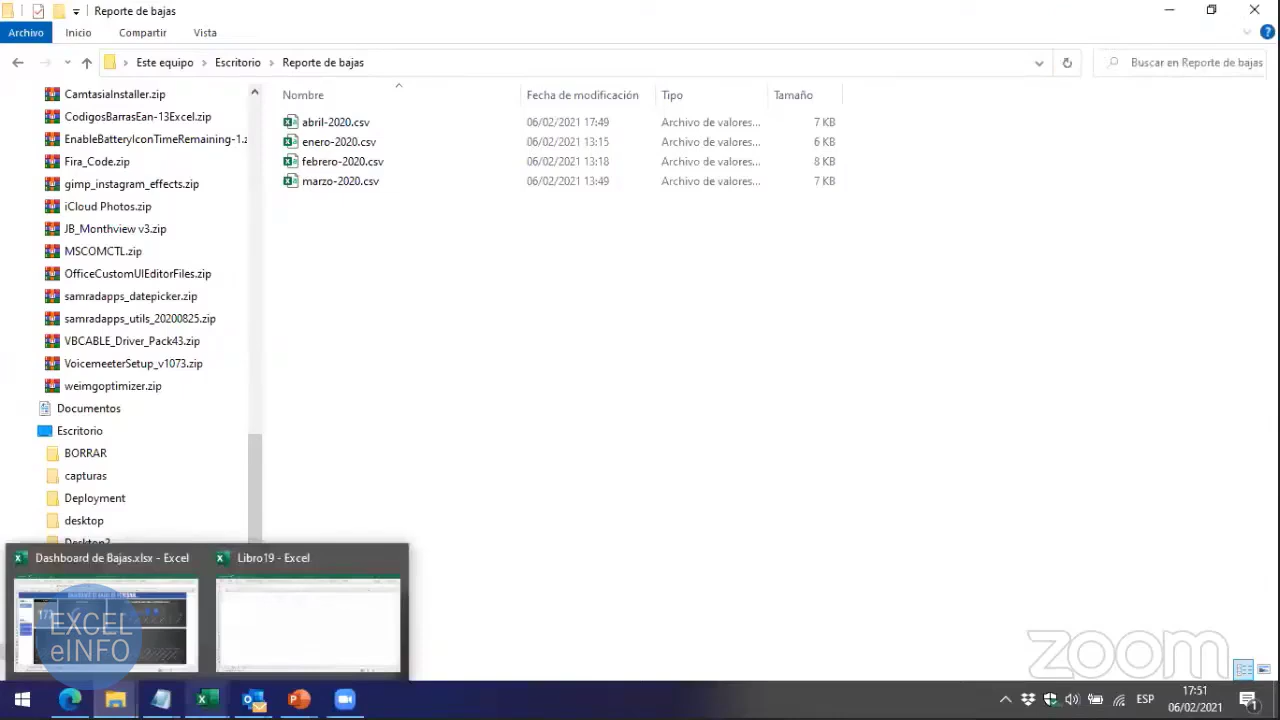 Reporte de bajas
Archivo Inicio Compartir Vista
Este equipo Escritorio Reporte de bajas Buscar en Reporte de bajas
Nombre Fecha de modificación Tipo Tamaño
abril-2020.csv 06/02/2021 17:49 Archivo de valores... 7 KB
enero-2020.csv 06/02/2021 13:15 Archivo de valores... 6 KB
febrero-2020.csv 06/02/2021 13:18 Archivo de valores... 8 KB
marzo-2020.csv 06/02/2021 13:49 Archivo de valores... 7 KB
CamtasiaInstaller.zip
CodigosBarrasEan-13Excel.zip
EnableBatteryIconTimeRemaining-1.z
Fira_Code.zip
gimp_instagram_effects.zip
iCloud Photos.zip
JB_Monthview v3.zip
MSCOMCTL.zip
OfficeCustomUIEditorFiles.zip
samradapps_datepicker.zip
samradapps_utils_20200825.zip
VBCABLE_Driver_Pack43.zip
VoicemeeterSetup_v1073.zip
weimgoptimizer.zip
Documentos
Escritorio
BORRAR
capturas
Deployment
desktop
Desktop2
Dashboard de Bajas.xlsx - Excel Libro19 - Excel
EXCEL
eINFO
zoom
ESP
17:51
06/02/2021
1